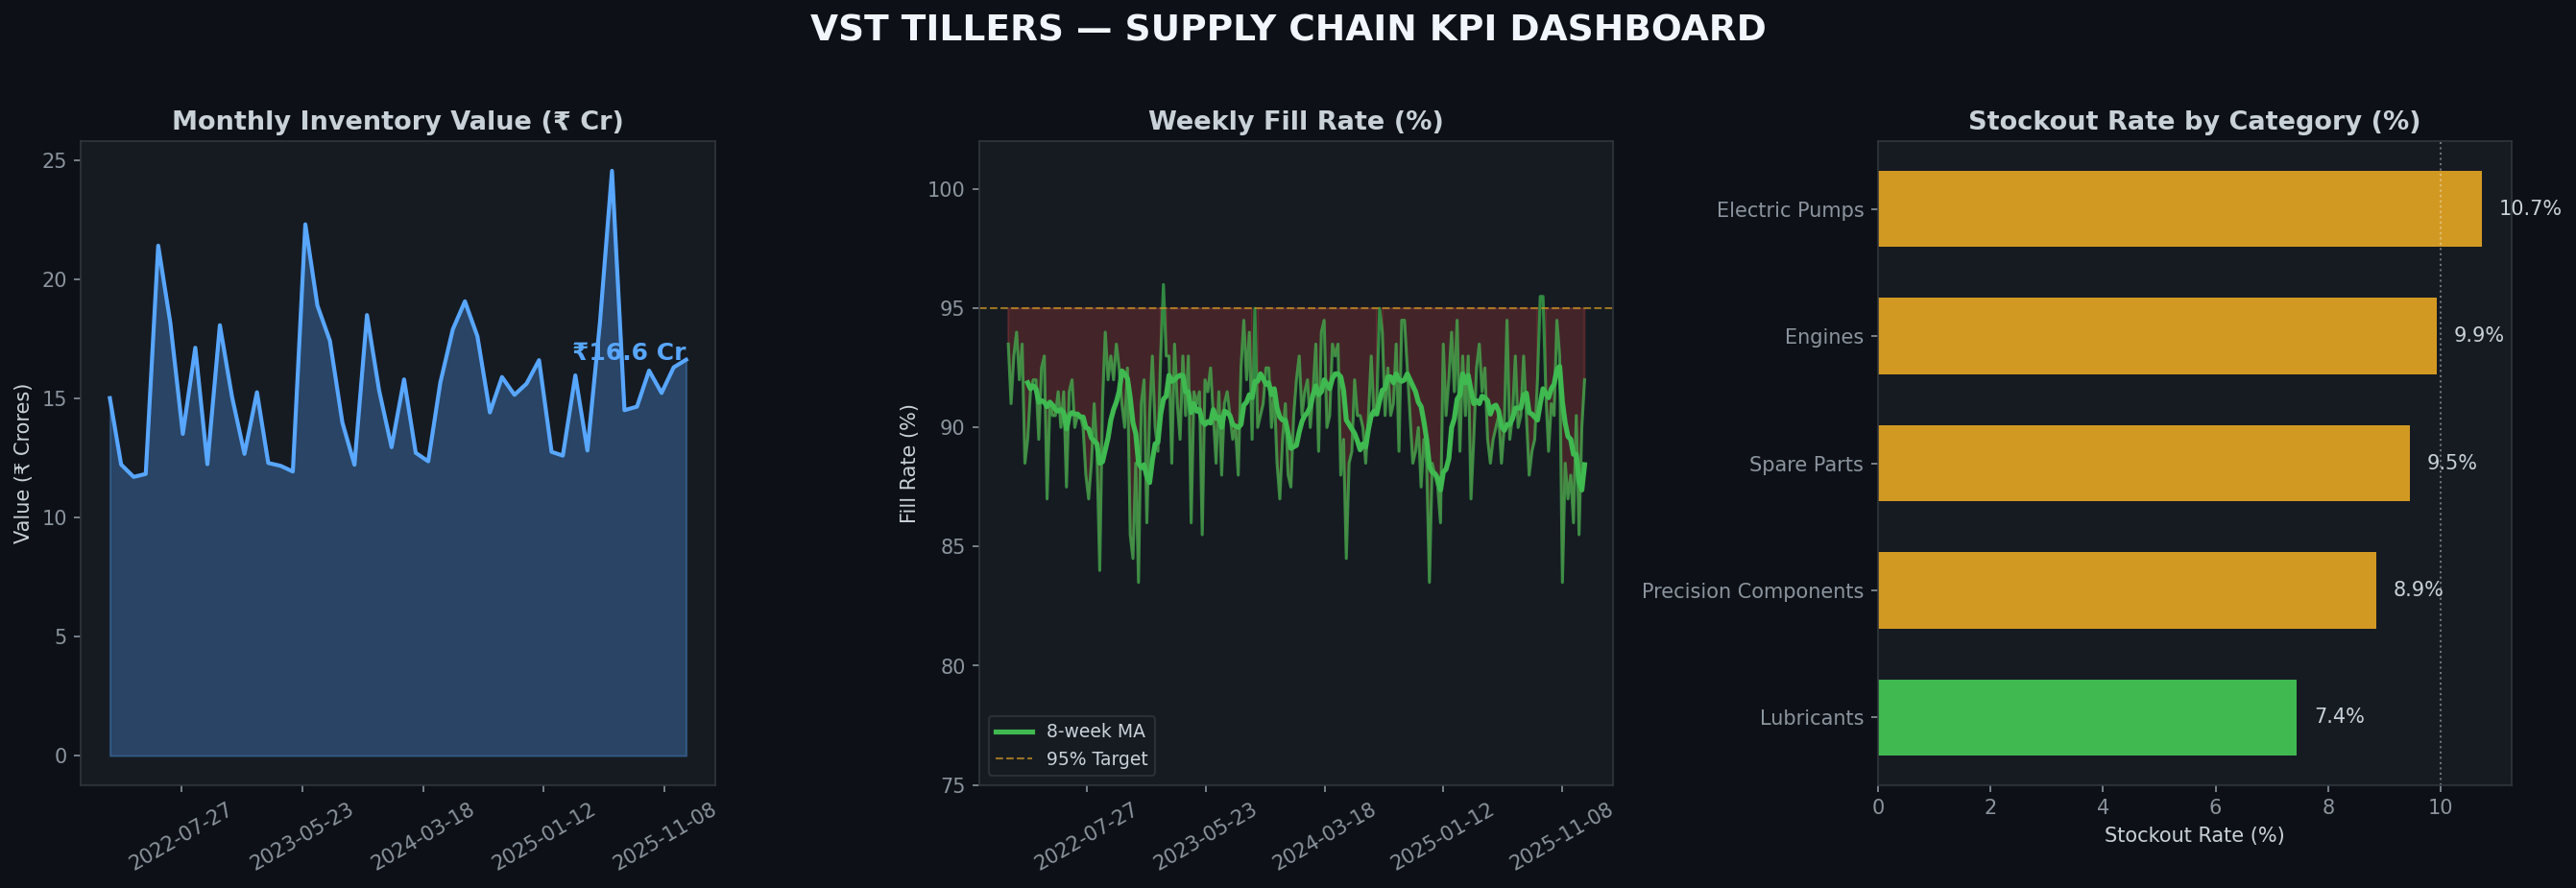 VST TILLERS — SUPPLY CHAIN KPI DASHBOARD
Monthly Inventory Value (₹ Cr)
Value (₹ Crores)
25
20
15
10
5
0
₹16.6 Cr
2022-07-27
2023-05-23
2024-03-18
2025-01-12
2025-11-08
Weekly Fill Rate (%)
Fill Rate (%)
100
95
90
85
80
75
8-week MA
95% Target
2022-07-27
2023-05-23
2024-03-18
2025-01-12
2025-11-08
Stockout Rate by Category (%)
Electric Pumps
10.7%
Engines
9.9%
Spare Parts
9.5%
Precision Components
8.9%
Lubricants
7.4%
0
2
4
6
8
10
Stockout Rate (%)